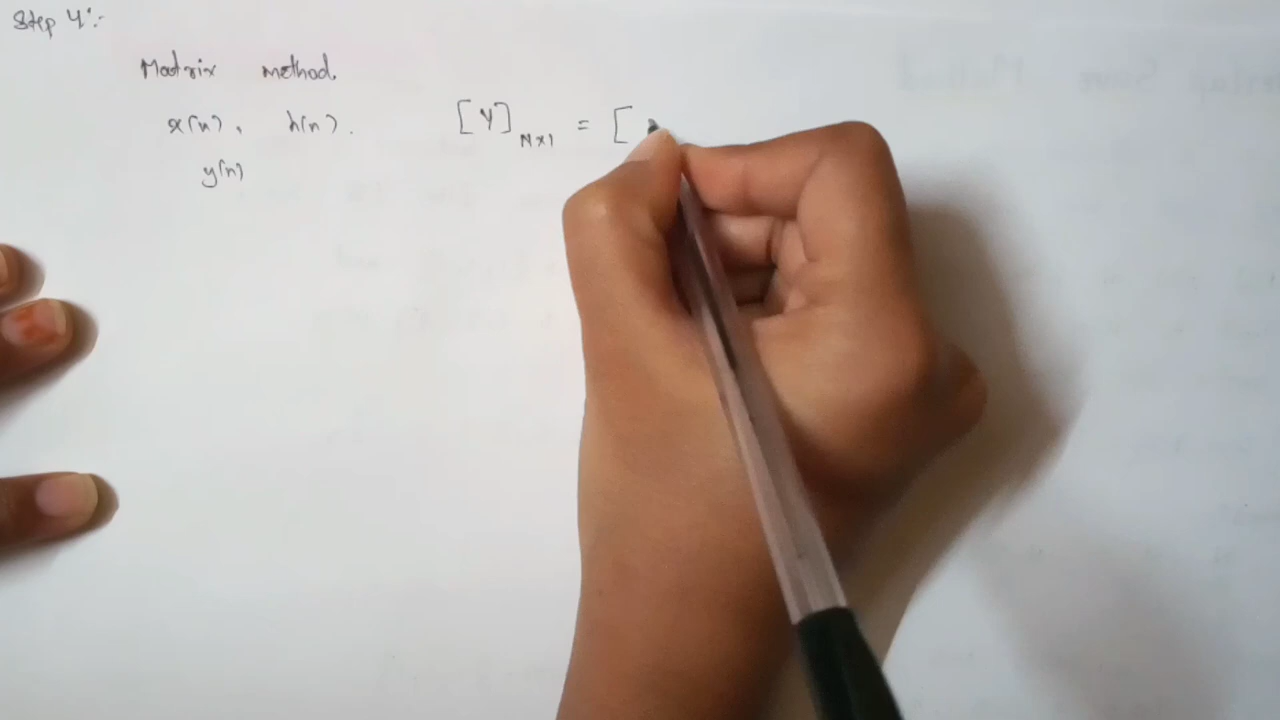 Step 4:-
Matrix method.
x(n), h(n).
[Y]N×1 = [
y(n)